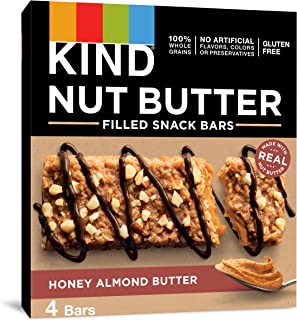 KIND
100%
WHOLE
GRAINS
NO ARTIFICIAL
FLAVORS, COLORS
OR PRESERVATIVES
GLUTEN
FREE
NUT BUTTER
FILLED SNACK BARS
MADE WITH
REAL
NUT BUTTER
HONEY ALMOND BUTTER
4 Bars